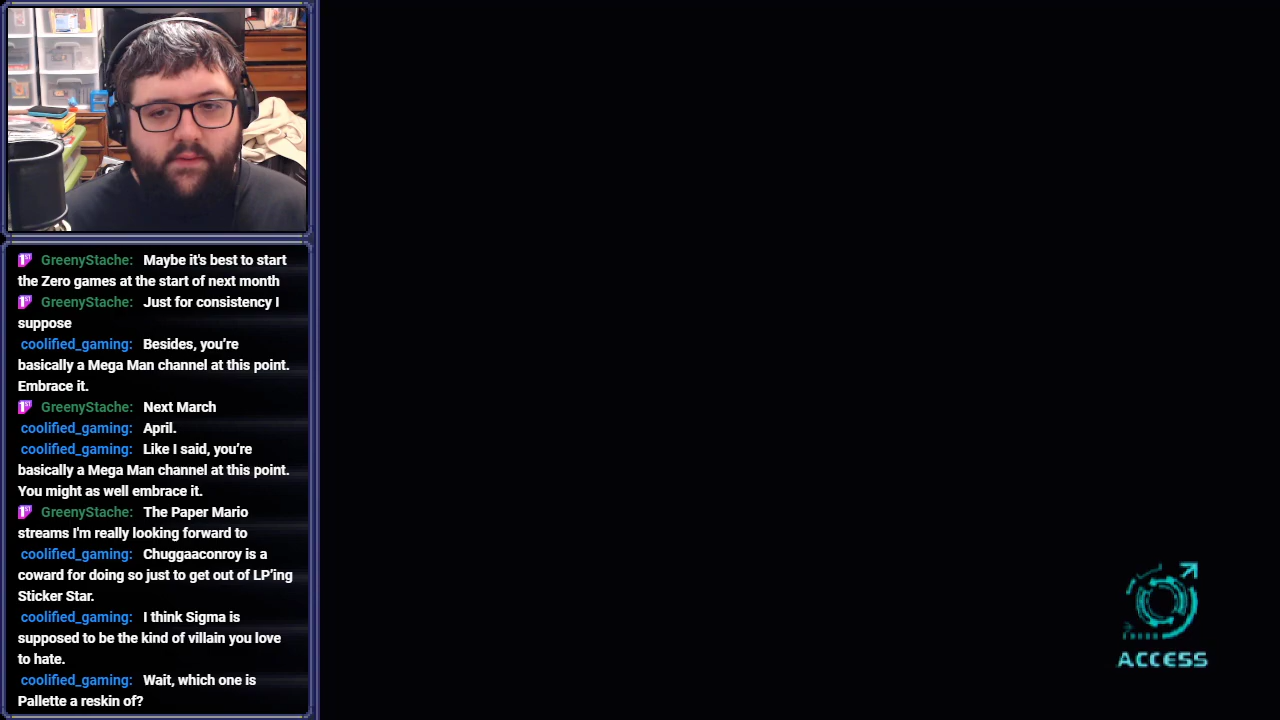 GreenyStache: Maybe it's best to start
the Zero games at the start of next month
GreenyStache: Just for consistency I
suppose
coolified_gaming: Besides, you’re
basically a Mega Man channel at this point.
Embrace it.
GreenyStache: Next March
coolified_gaming: April.
coolified_gaming: Like I said, you’re
basically a Mega Man channel at this point.
You might as well embrace it.
GreenyStache: The Paper Mario
streams I'm really looking forward to
coolified_gaming: Chuggaaconroy is a
coward for doing so just to get out of LP’ing
Sticker Star.
coolified_gaming: I think Sigma is
supposed to be the kind of villain you love
to hate.
coolified_gaming: Wait, which one is
Pallette a reskin of?
ACCESS